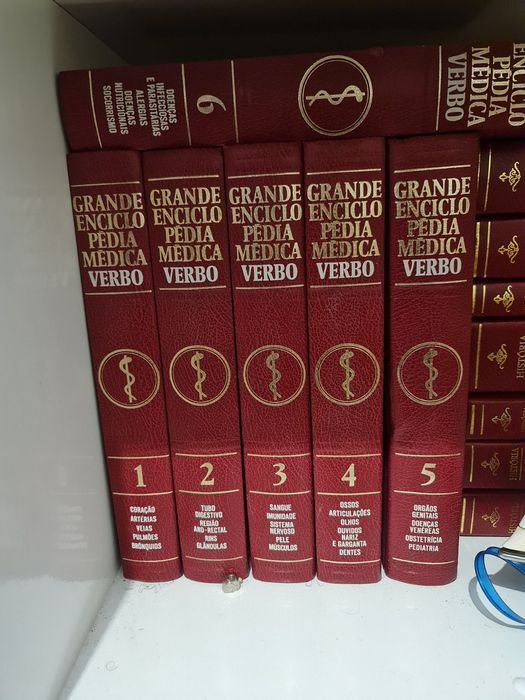 DOENÇAS
INFECCIOSAS
E PARASITÁRIAS
ALERGIAS
DOENÇAS
NUTRICIONAIS
SOCORRISMO
6
ENCICLO
PÉDIA
MÉDICA
VERBO
GRANDE
ENCICLO
PÉDIA
MÉDICA
VERBO
1
CORAÇÃO
ARTÉRIAS
VEIAS
PULMÕES
BRÔNQUIOS
GRANDE
ENCICLO
PÉDIA
MÉDICA
VERBO
2
TUBO
DIGESTIVO
REGIÃO
ANO-RECTAL
RINS
GLÂNDULAS
GRANDE
ENCICLO
PÉDIA
MÉDICA
VERBO
3
SANGUE
IMUNIDADE
SISTEMA
NERVOSO
PELE
MÚSCULOS
GRANDE
ENCICLO
PÉDIA
MÉDICA
VERBO
4
OSSOS
ARTICULAÇÕES
OLHOS
OUVIDOS
NARIZ
E GARGANTA
DENTES
GRANDE
ENCICLO
PÉDIA
MÉDICA
VERBO
5
ORGÃOS
GENITAIS
DOENÇAS
VENÉREAS
OBSTETRÍCIA
PEDIATRIA